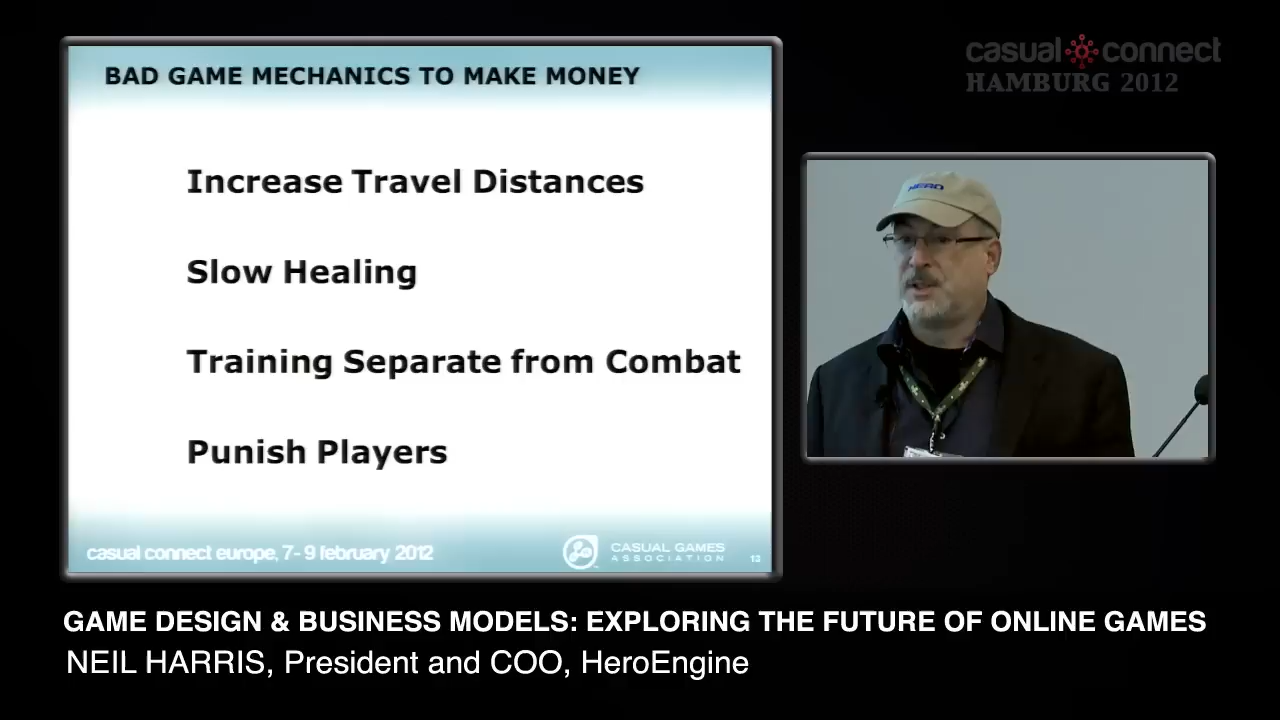 BAD GAME MECHANICS TO MAKE MONEY
Increase Travel Distances
Slow Healing
Training Separate from Combat
Punish Players
casual connect europe, 7-9 february 2012
CASUAL GAMES
ASSOCIATION
13
casual connect
HAMBURG 2012
HERO
GAME DESIGN & BUSINESS MODELS: EXPLORING THE FUTURE OF ONLINE GAMES
NEIL HARRIS, President and COO, HeroEngine